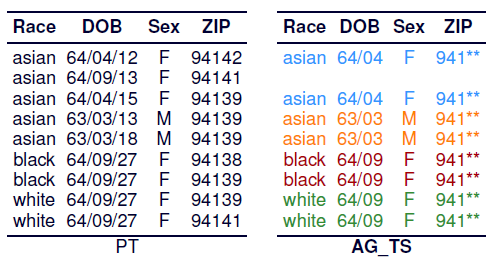 Race DOB Sex ZIP Race DOB Sex ZIP
asian 64/04/12 F 94142 asian 64/04 F 941**
asian 64/09/13 F 94141
asian 64/04/15 F 94139 asian 64/04 F 941**
asian 63/03/13 M 94139 asian 63/03 M 941**
asian 63/03/18 M 94139 asian 63/03 M 941**
black 64/09/27 F 94138 black 64/09 F 941**
black 64/09/27 F 94139 black 64/09 F 941**
white 64/09/27 F 94139 white 64/09 F 941**
white 64/09/27 F 94141 white 64/09 F 941**
PT AG_TS